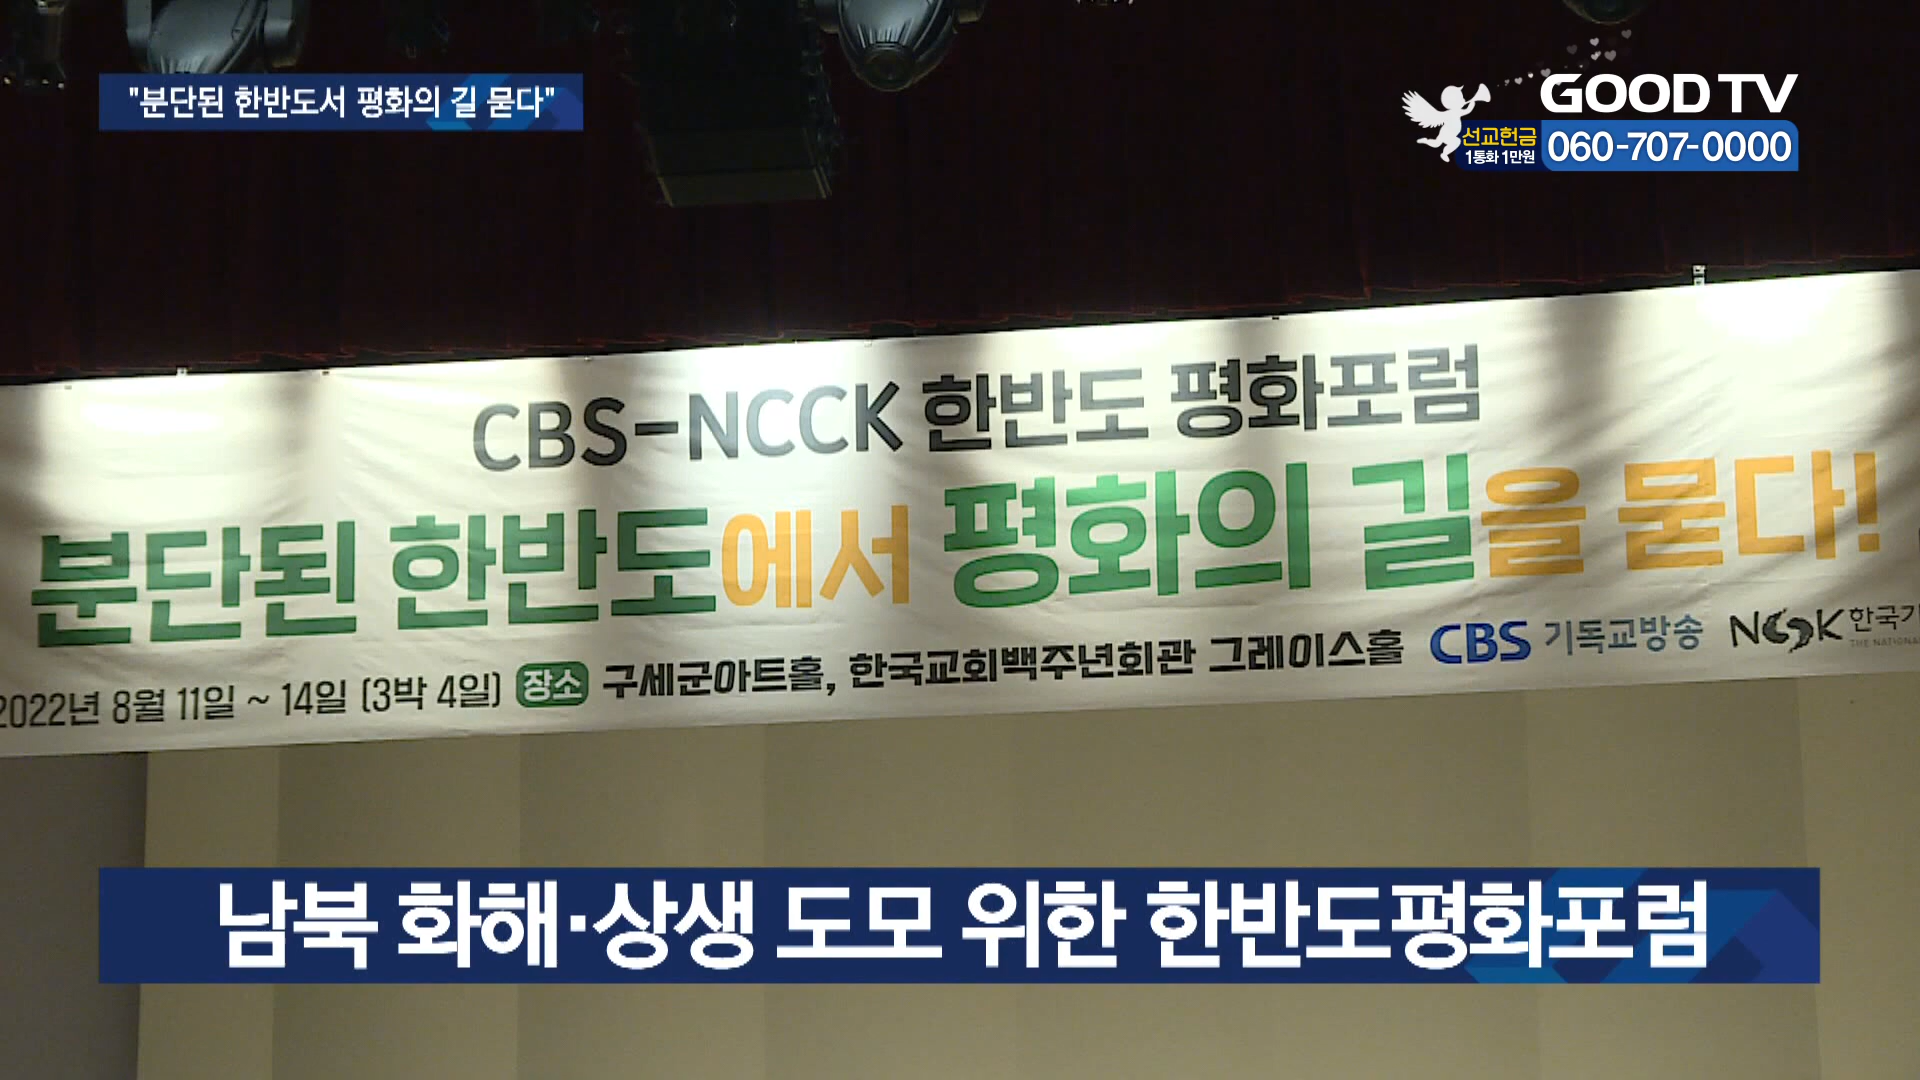 "분단된 한반도서 평화의 길 묻다"
GOOD TV
선교헌금
1통화 1만원
060-707-0000
CBS-NCCK 한반도 평화포럼
분단된 한반도에서 평화의 길을 묻다!
2022년 8월 11일 ~ 14일 (3박 4일) 장소 구세군아트홀, 한국교회백주년회관 그레이스홀 CBS 기독교방송 NCCK 한국기
THE NATIONAL
남북 화해·상생 도모 위한 한반도평화포럼